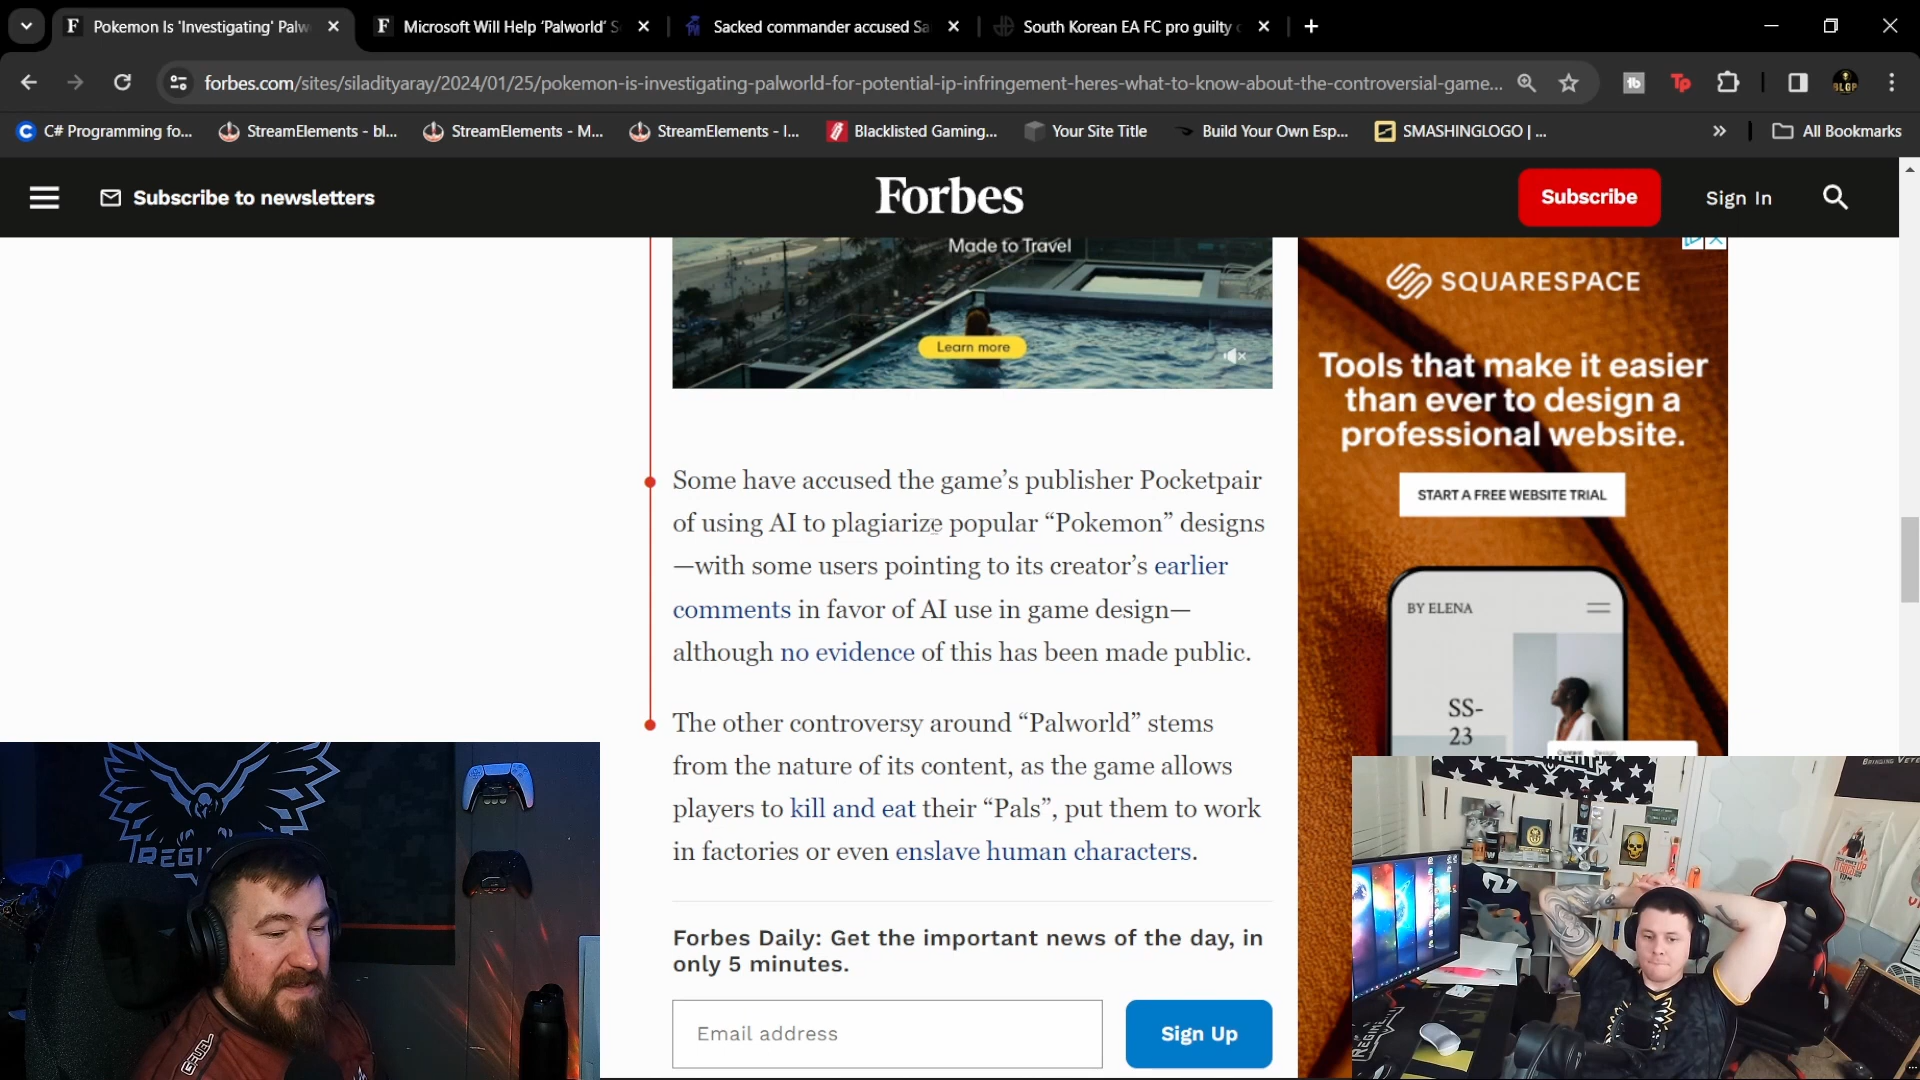 Pokemon Is 'Investigating' Palw
Microsoft Will Help 'Palworld' S
Sacked commander accused Sa
South Korean EA FC pro guilty
forbes.com/sites/siladityaray/2024/01/25/pokemon-is-investigating-palworld-for-potential-ip-infringement-heres-what-to-know-about-the-controversial-game...
C# Programming fo...
StreamElements - bl...
StreamElements - M...
StreamElements - I...
Blacklisted Gaming...
Your Site Title
Build Your Own Esp...
SMASHINGLOGO | ...
All Bookmarks
Subscribe to newsletters
Forbes
Subscribe
Sign In
Made to Travel
Learn more
SQUARESPACE
Tools that make it easier
than ever to design a
professional website.
START A FREE WEBSITE TRIAL
BY ELENA
SS-
23
Some have accused the game's publisher Pocketpair
of using AI to plagiarize popular “Pokemon” designs
—with some users pointing to its creator's earlier
comments in favor of AI use in game design—
although no evidence of this has been made public.
The other controversy around “Palworld” stems
from the nature of its content, as the game allows
players to kill and eat their “Pals”, put them to work
in factories or even enslave human characters.
Forbes Daily: Get the important news of the day, in
only 5 minutes.
Email address
Sign Up
REGIME
GFUEL